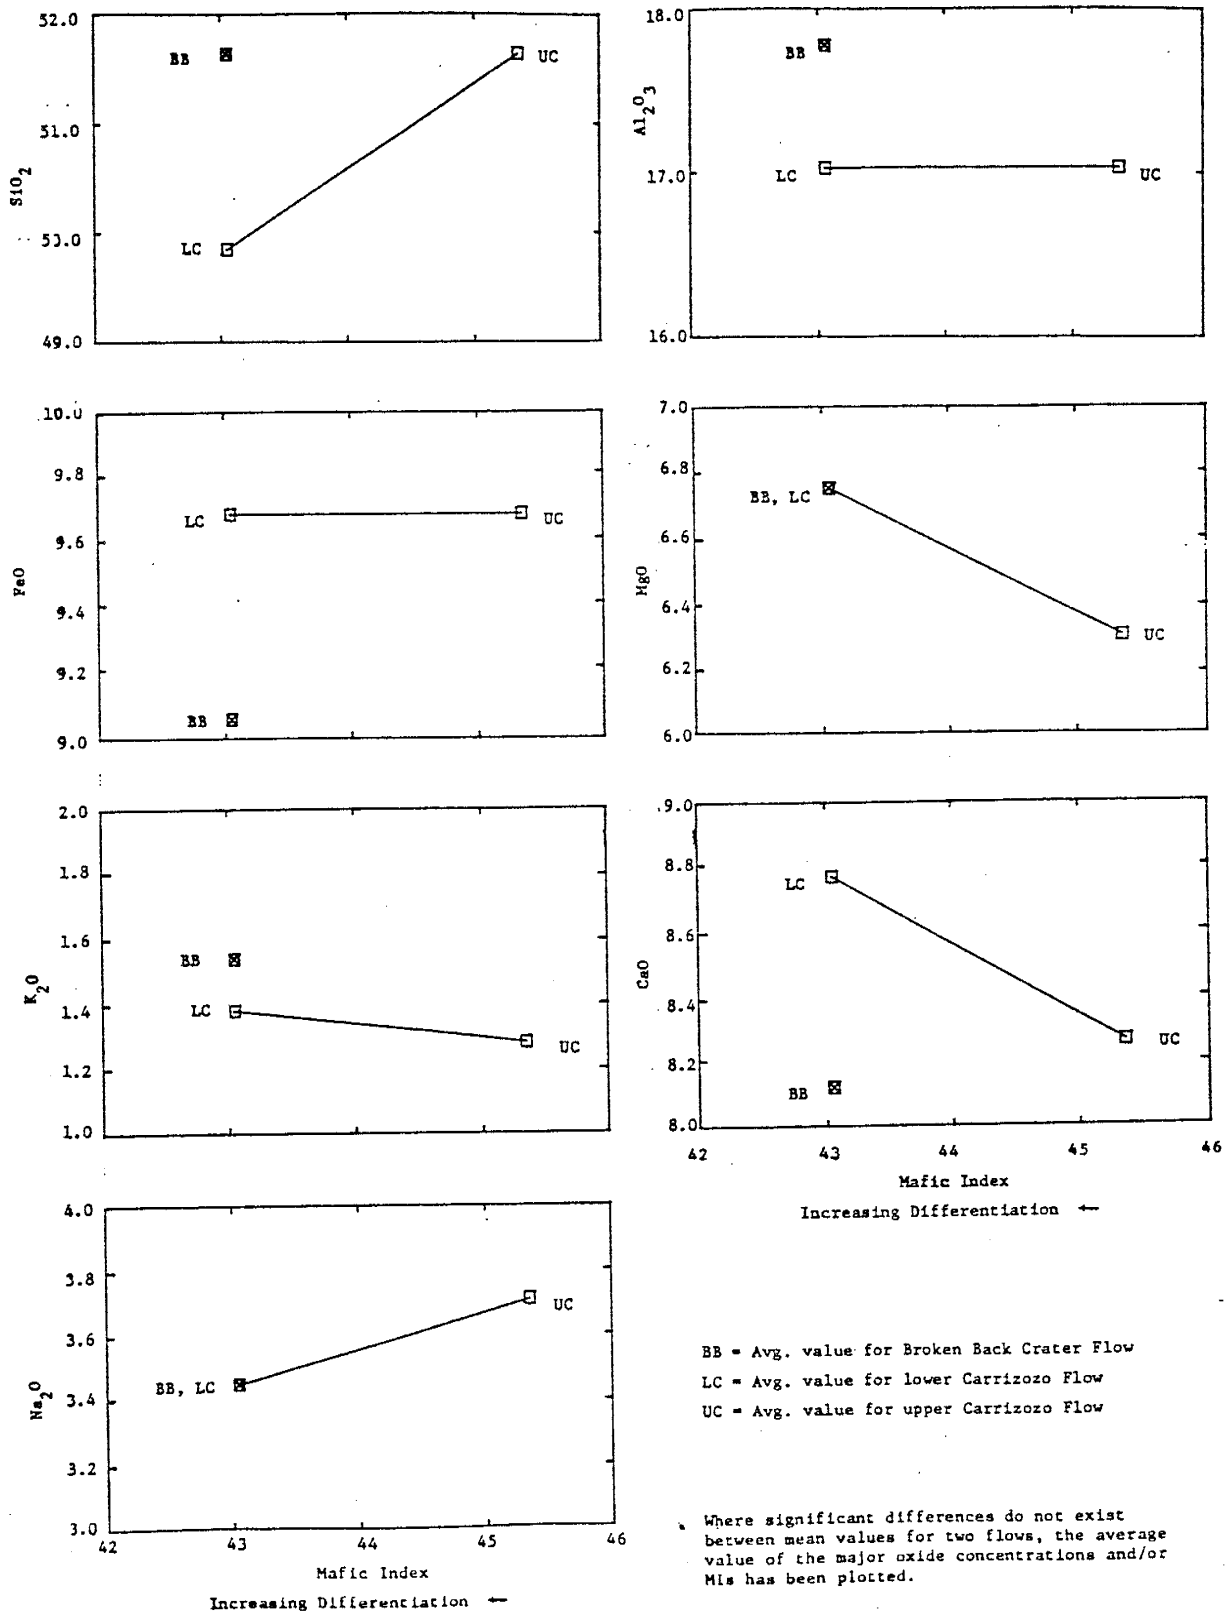 52.0
51.0
50.0
49.0
SiO2
BB
LC
UC
18.0
17.0
16.0
Al2O3
BB
LC
UC
10.0
9.8
9.6
9.4
9.2
9.0
FeO
LC
UC
BB
7.0
6.8
6.6
6.4
6.2
6.0
MgO
BB, LC
UC
2.0
1.8
1.6
1.4
1.2
1.0
K2O
BB
LC
UC
9.0
8.8
8.6
8.4
8.2
8.0
CaO
LC
UC
BB
42 43 44 45 46
Mafic Index
Increasing Differentiation ←
4.0
3.8
3.6
3.4
3.2
3.0
Na2O
BB, LC
UC
42 43 44 45 46
Mafic Index
Increasing Differentiation ←
BB = Avg. value for Broken Back Crater Flow
LC = Avg. value for lower Carrizozo Flow
UC = Avg. value for upper Carrizozo Flow
Where significant differences do not exist
between mean values for two flows, the average
value of the major oxide concentrations and/or
MIs has been plotted.